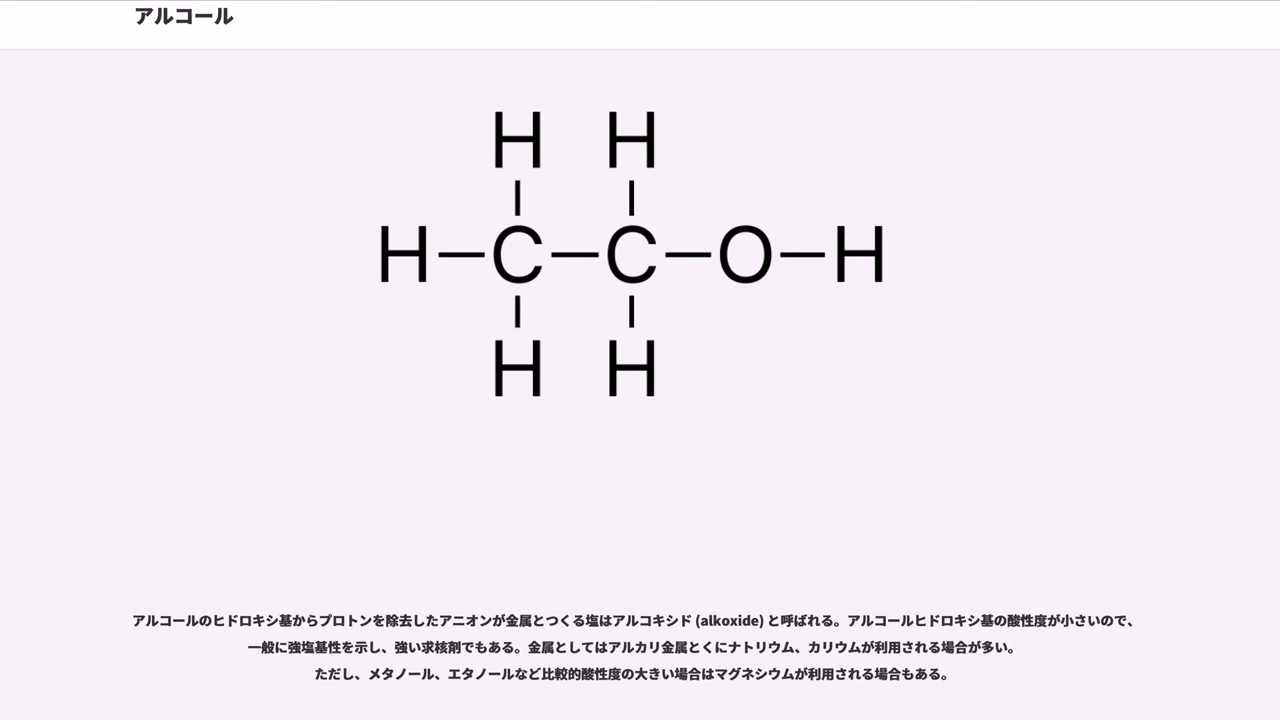 アルコール
H H
H C C O H
H H
アルコールのヒドロキシ基からプロトンを除去したアニオンが金属とつくる塩はアルコキシド (alkoxide) と呼ばれる。アルコールヒドロキシ基の酸性度が小さいので、
一般に強塩基性を示し、強い求核剤でもある。金属としてはアルカリ金属とくにナトリウム、カリウムが利用される場合が多い。
ただし、メタノール、エタノールなど比較的酸性度の大きい場合はマグネシウムが利用される場合もある。